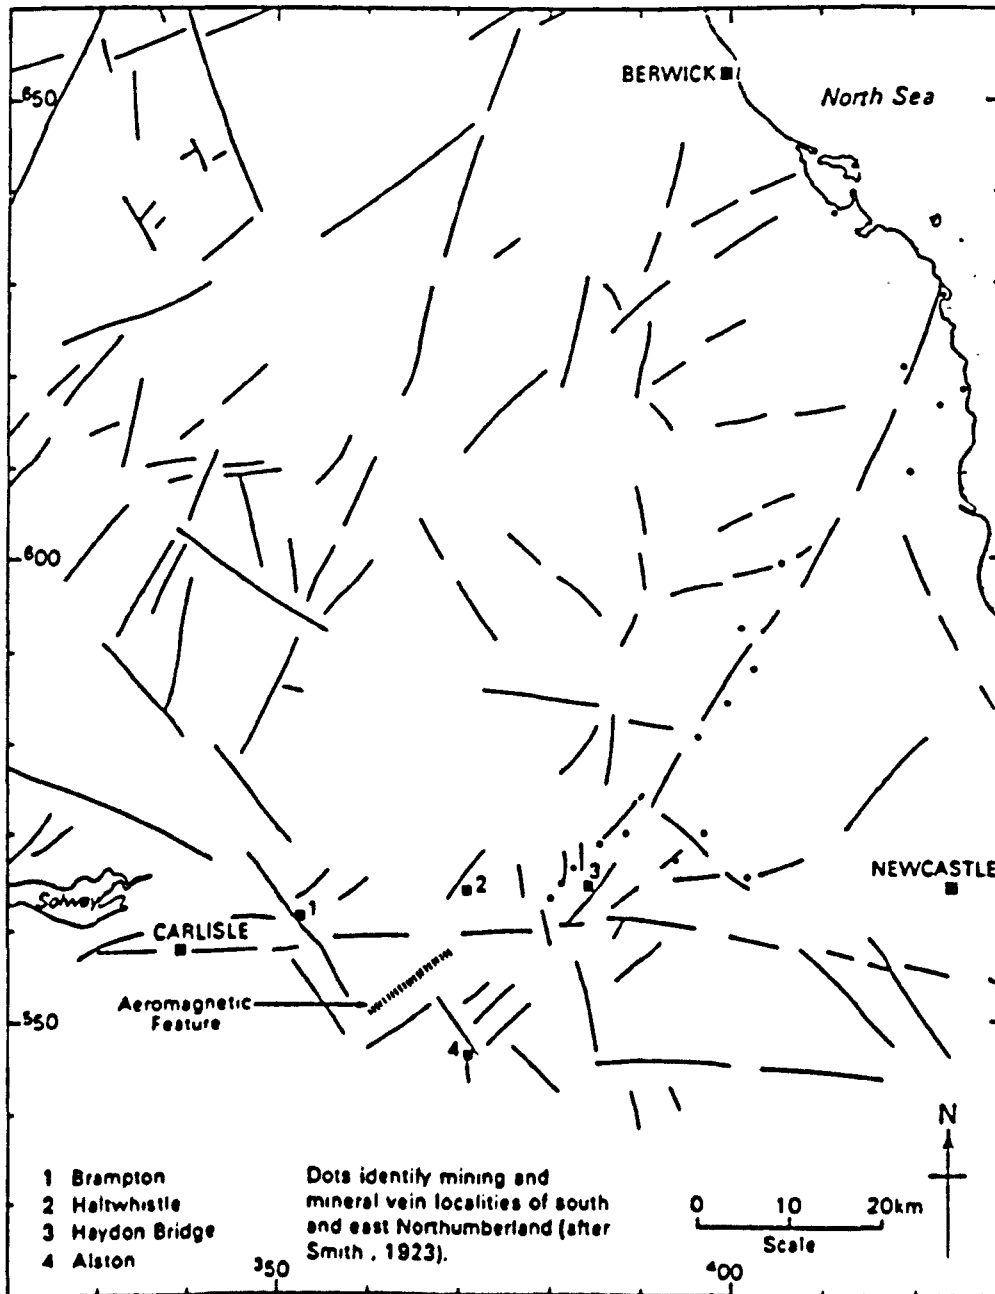 BERWICK
North Sea
⁶50
⁶00
Solway
CARLISLE
NEWCASTLE
1
2
3
4
Aeromagnetic
Feature
⁵50
N
1 Brampton
2 Haltwhistle
3 Haydon Bridge
4 Alston
Dots identify mining and
mineral vein localities of south
and east Northumberland (after
Smith , 1923).
0 10 20km
Scale
³50
⁴00